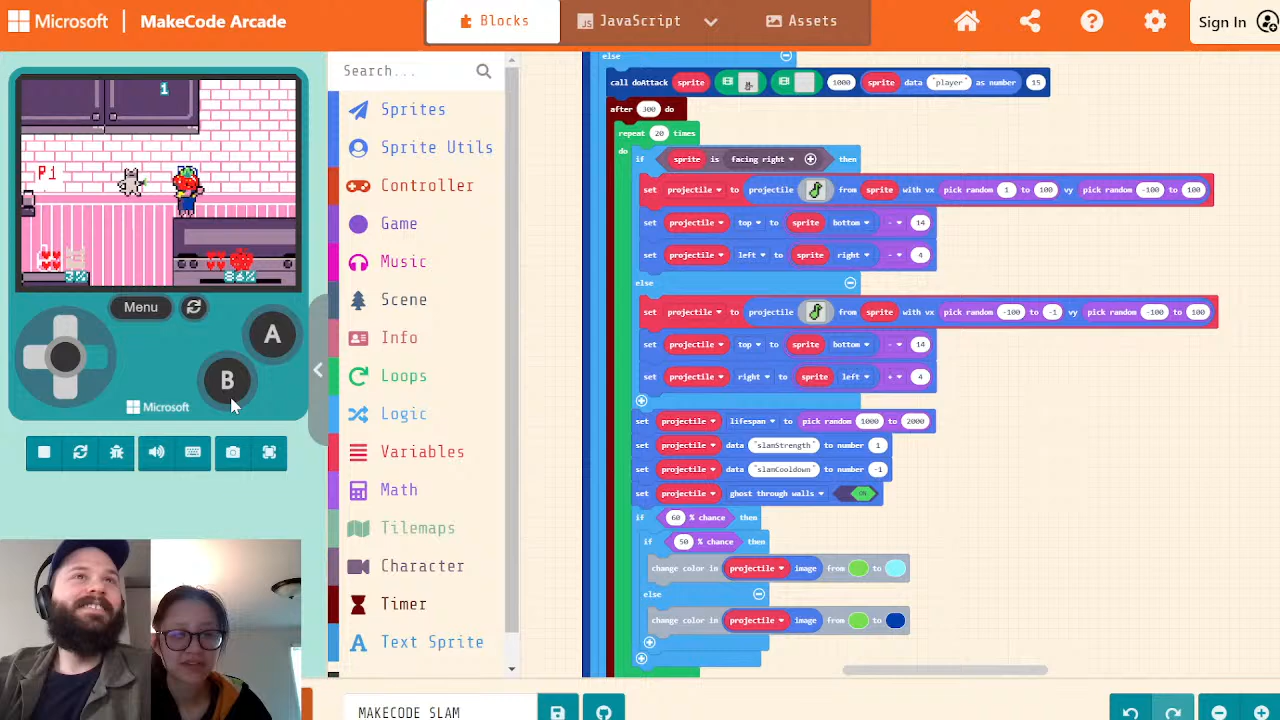 Microsoft
MakeCode Arcade
Blocks
JavaScript
Assets
Sign In
Search...
Sprites
Sprite Utils
Controller
Game
Music
Scene
Info
Loops
Logic
Variables
Math
Tilemaps
Character
Timer
Text Sprite
1
P1
Menu
A
B
Microsoft
else
call doAttack sprite 1000 sprite data "player" as number 15
after 300 do
repeat 20 times
do
if sprite is facing right then
set projectile to projectile from sprite with vx pick random 1 to 100 vy pick random -100 to 100
set projectile top to sprite bottom - 14
set projectile left to sprite right - 4
else
set projectile to projectile from sprite with vx pick random -100 to -1 vy pick random -100 to 100
set projectile top to sprite bottom - 14
set projectile right to sprite left + 4
set projectile lifespan to pick random 1000 to 2000
set projectile data "slamStrength" to number 1
set projectile data "slamCooldown" to number -1
set projectile ghost through walls ON
if 60 % chance then
if 50 % chance then
change color in projectile image from to
else
change color in projectile image from to
MAKECODE SLAM